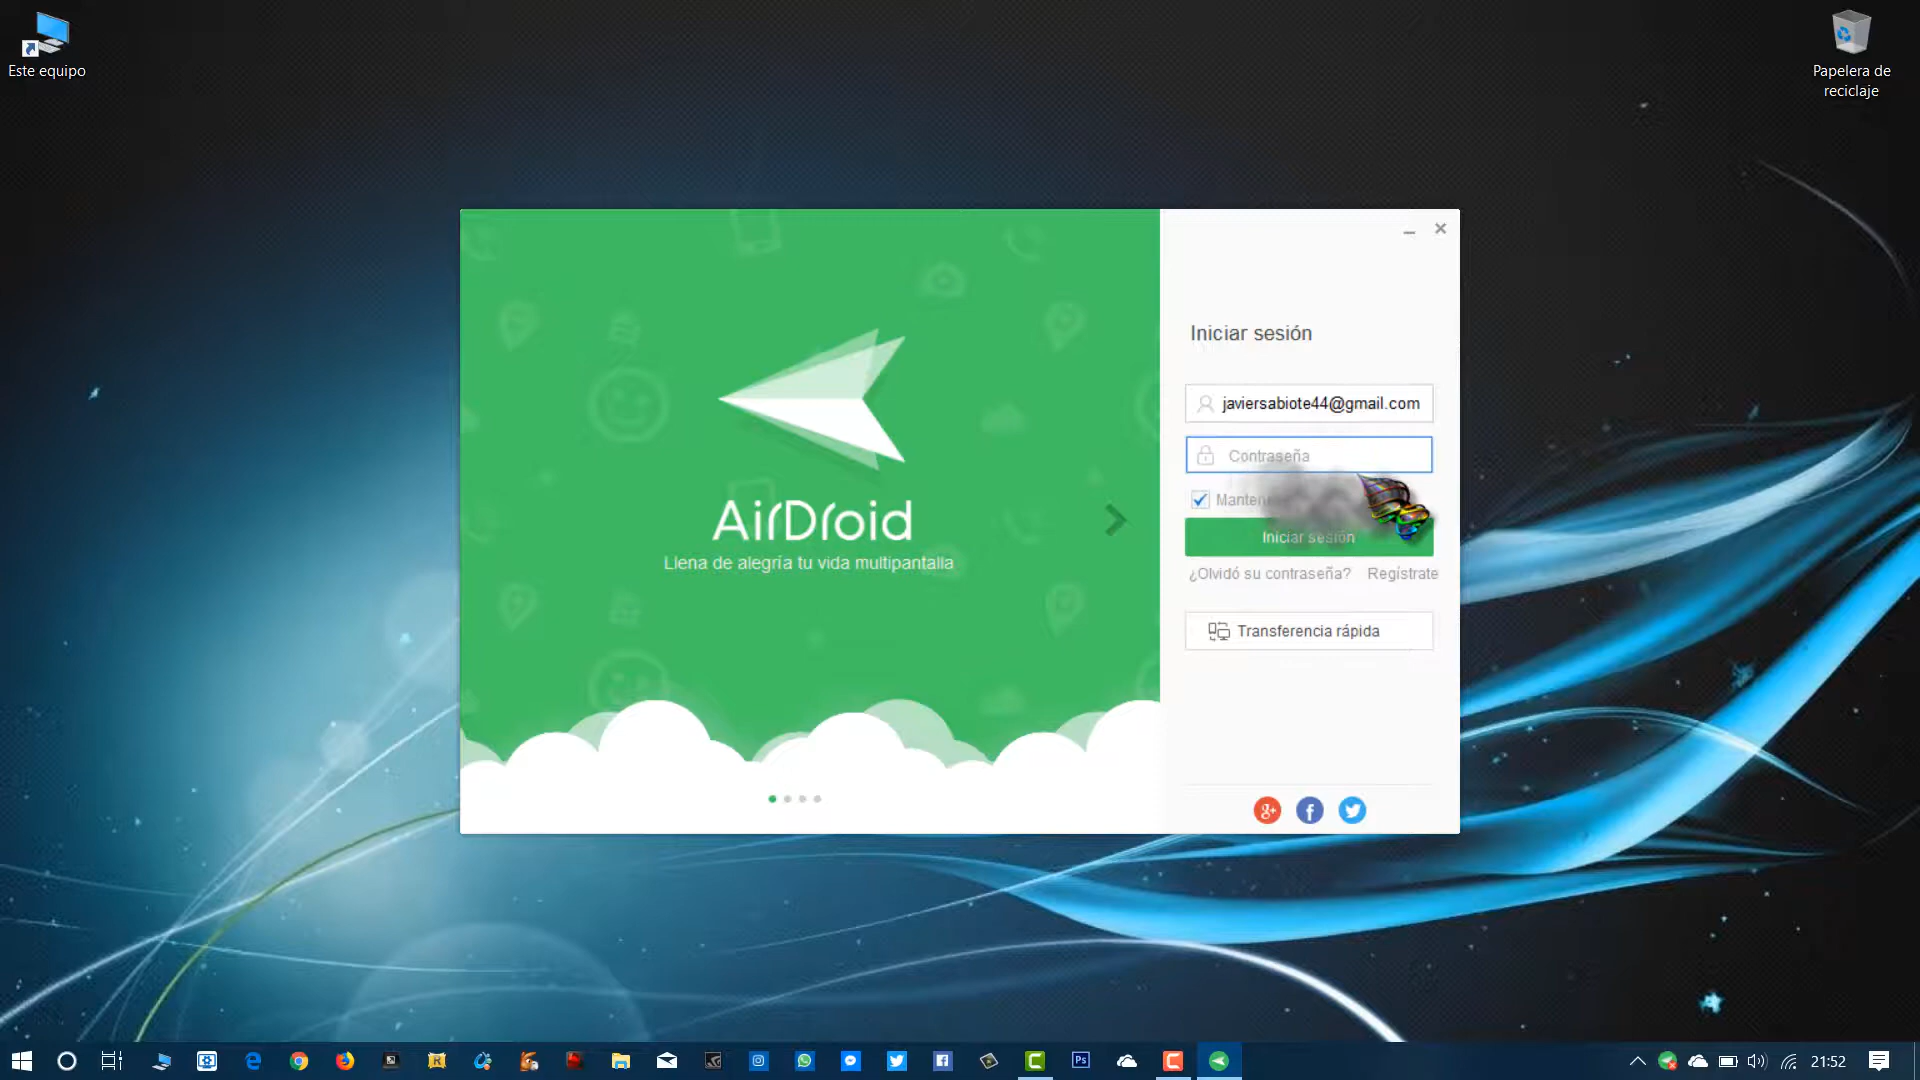 Este equipo
Papelera de
reciclaje
AirDroid
Llena de alegría tu vida multipantalla
Iniciar sesión
javiersabiote44@gmail.com
Contraseña
Iniciar sesión
¿Olvidó su contraseña? Regístrate
Transferencia rápida
g+
f
e
R
Ps
C
C
21:52